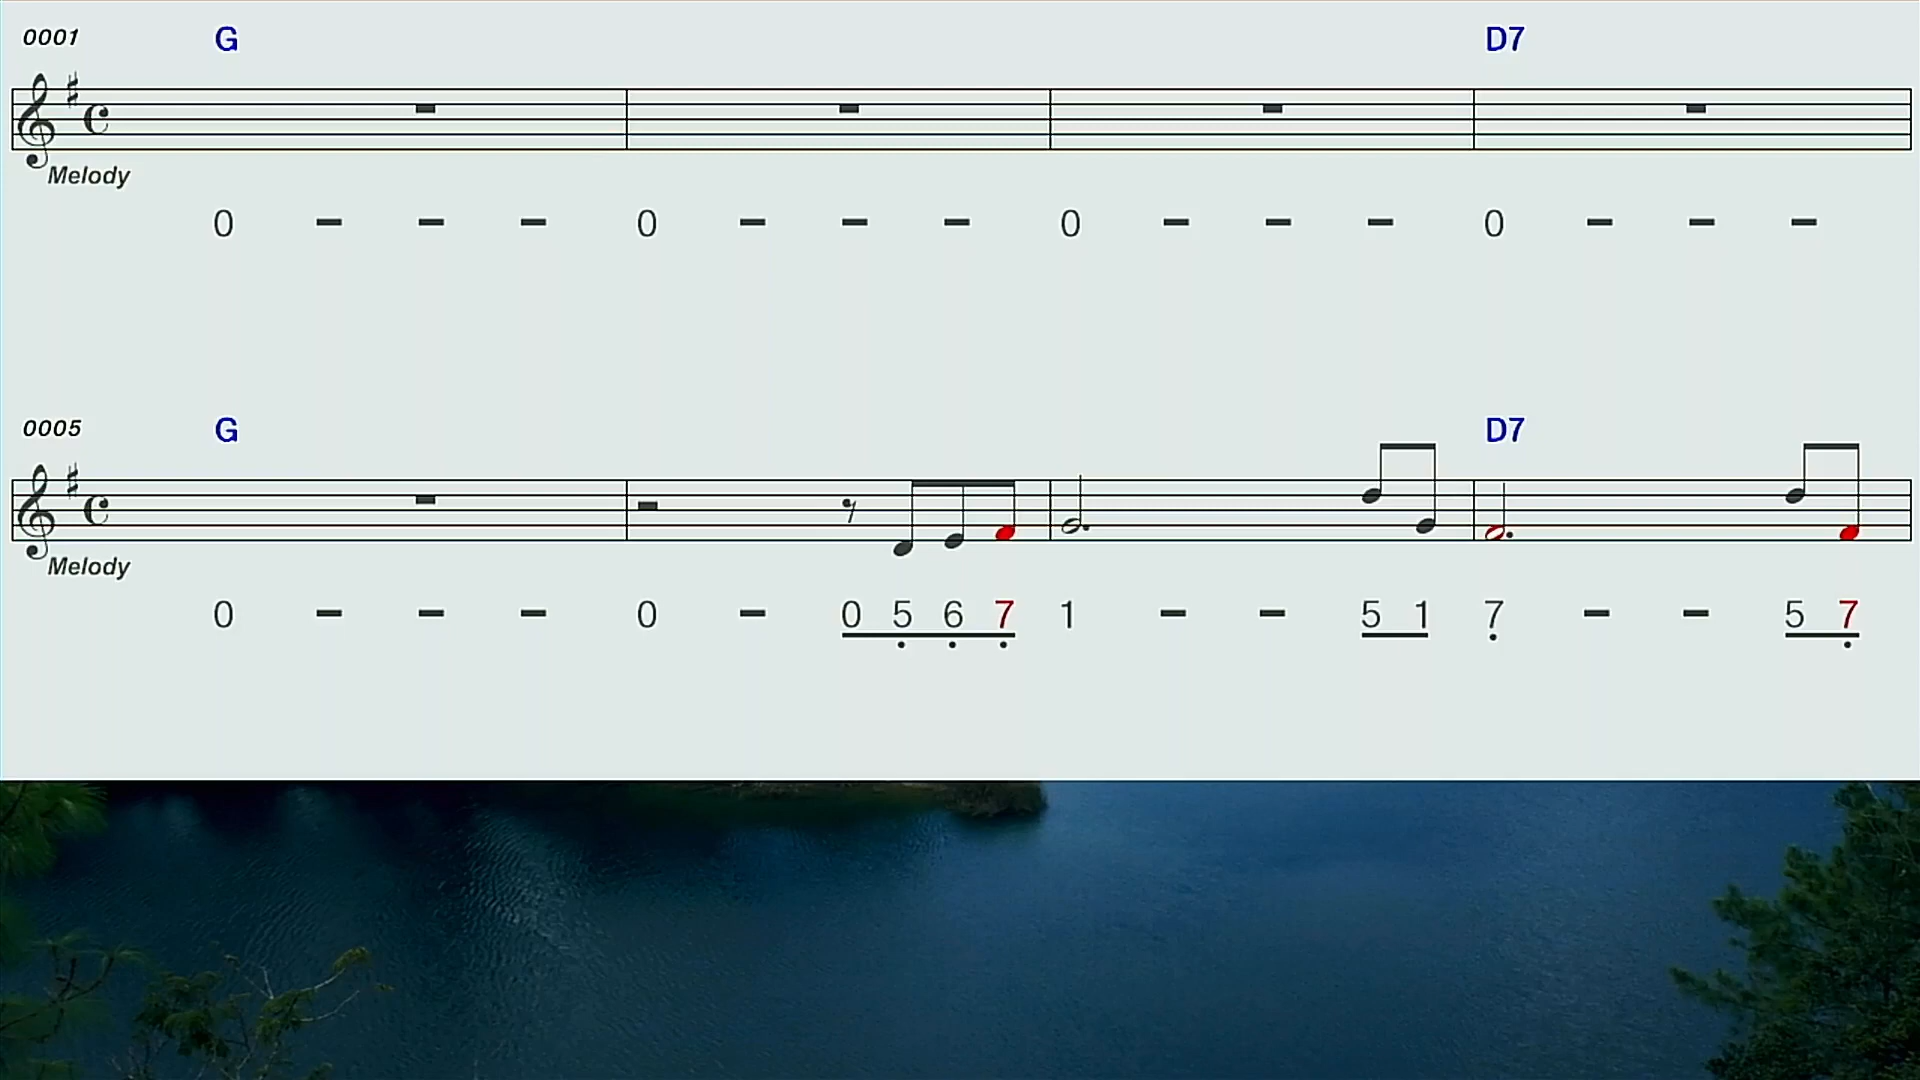 0001 G D7
Melody
0 - - - 0 - - - 0 - - - 0 - - -
0005 G D7
Melody
0 - - - 0 - 0 5 6 7 1 - - 5 1 7 - - 5 7